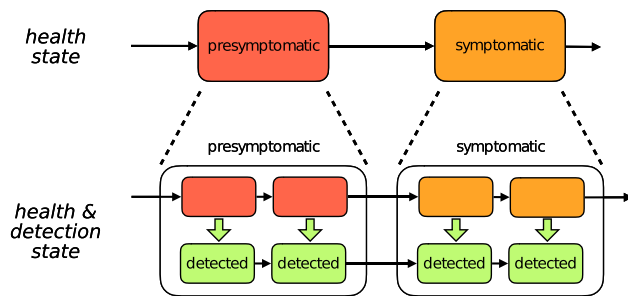 health
state
presymptomatic
symptomatic
presymptomatic
symptomatic
health &
detection
state
detected
detected
detected
detected